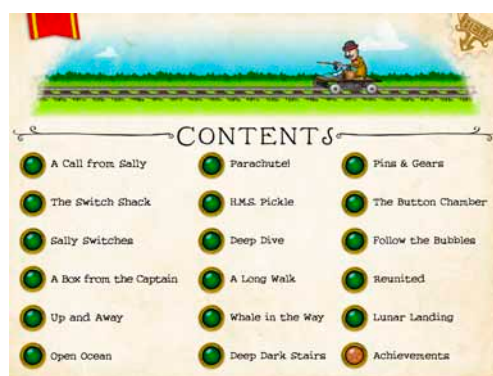 CONTENTS
A Call from Sally
The Switch Shack
Sally Switches
A Box from the Captain
Up and Away
Open Ocean
Parachute!
H.M.S. Pickle
Deep Dive
A Long Walk
Whale in the Way
Deep Dark Stairs
Pins & Gears
The Button Chamber
Follow the Bubbles
Reunited
Lunar Landing
Achievements